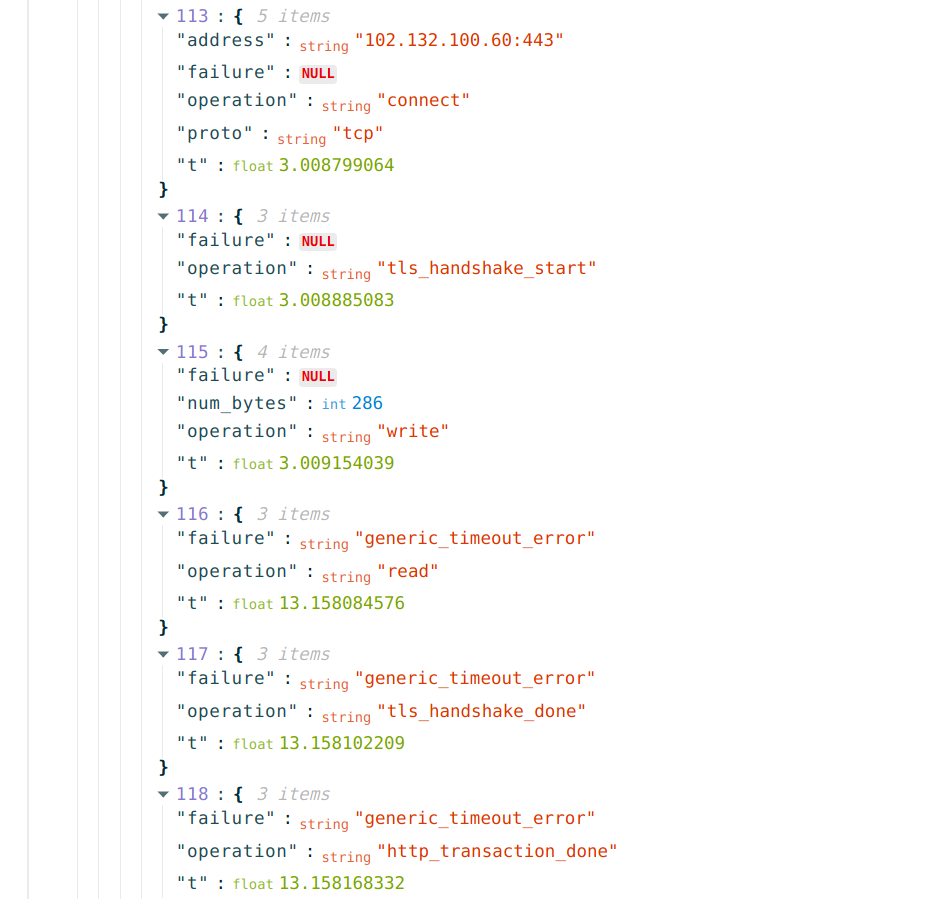 113 : { 5 items
"address" : string "102.132.100.60:443"
"failure" : NULL
"operation" : string "connect"
"proto" : string "tcp"
"t" : float 3.008799064
}
114 : { 3 items
"failure" : NULL
"operation" : string "tls_handshake_start"
"t" : float 3.008885083
}
115 : { 4 items
"failure" : NULL
"num_bytes" : int 286
"operation" : string "write"
"t" : float 3.009154039
}
116 : { 3 items
"failure" : string "generic_timeout_error"
"operation" : string "read"
"t" : float 13.158084576
}
117 : { 3 items
"failure" : string "generic_timeout_error"
"operation" : string "tls_handshake_done"
"t" : float 13.158102209
}
118 : { 3 items
"failure" : string "generic_timeout_error"
"operation" : string "http_transaction_done"
"t" : float 13.158168332